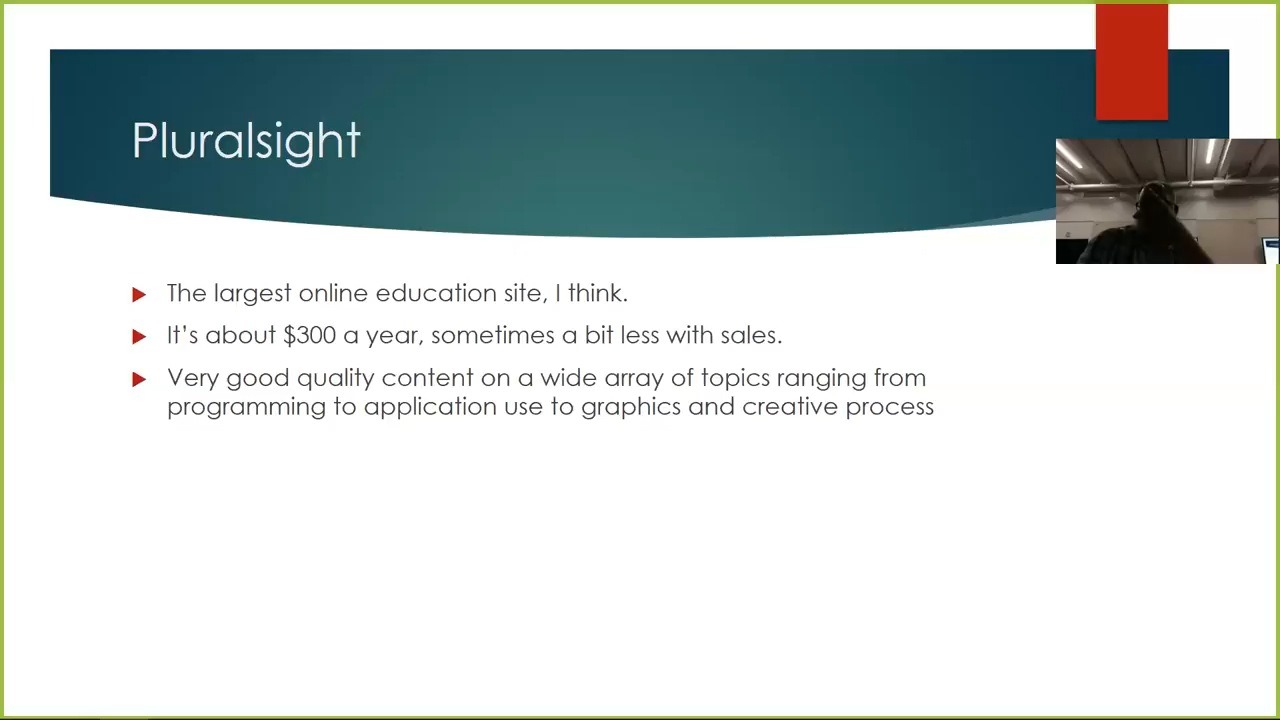 Pluralsight
The largest online education site, I think.
It’s about $300 a year, sometimes a bit less with sales.
Very good quality content on a wide array of topics ranging from
programming to application use to graphics and creative process